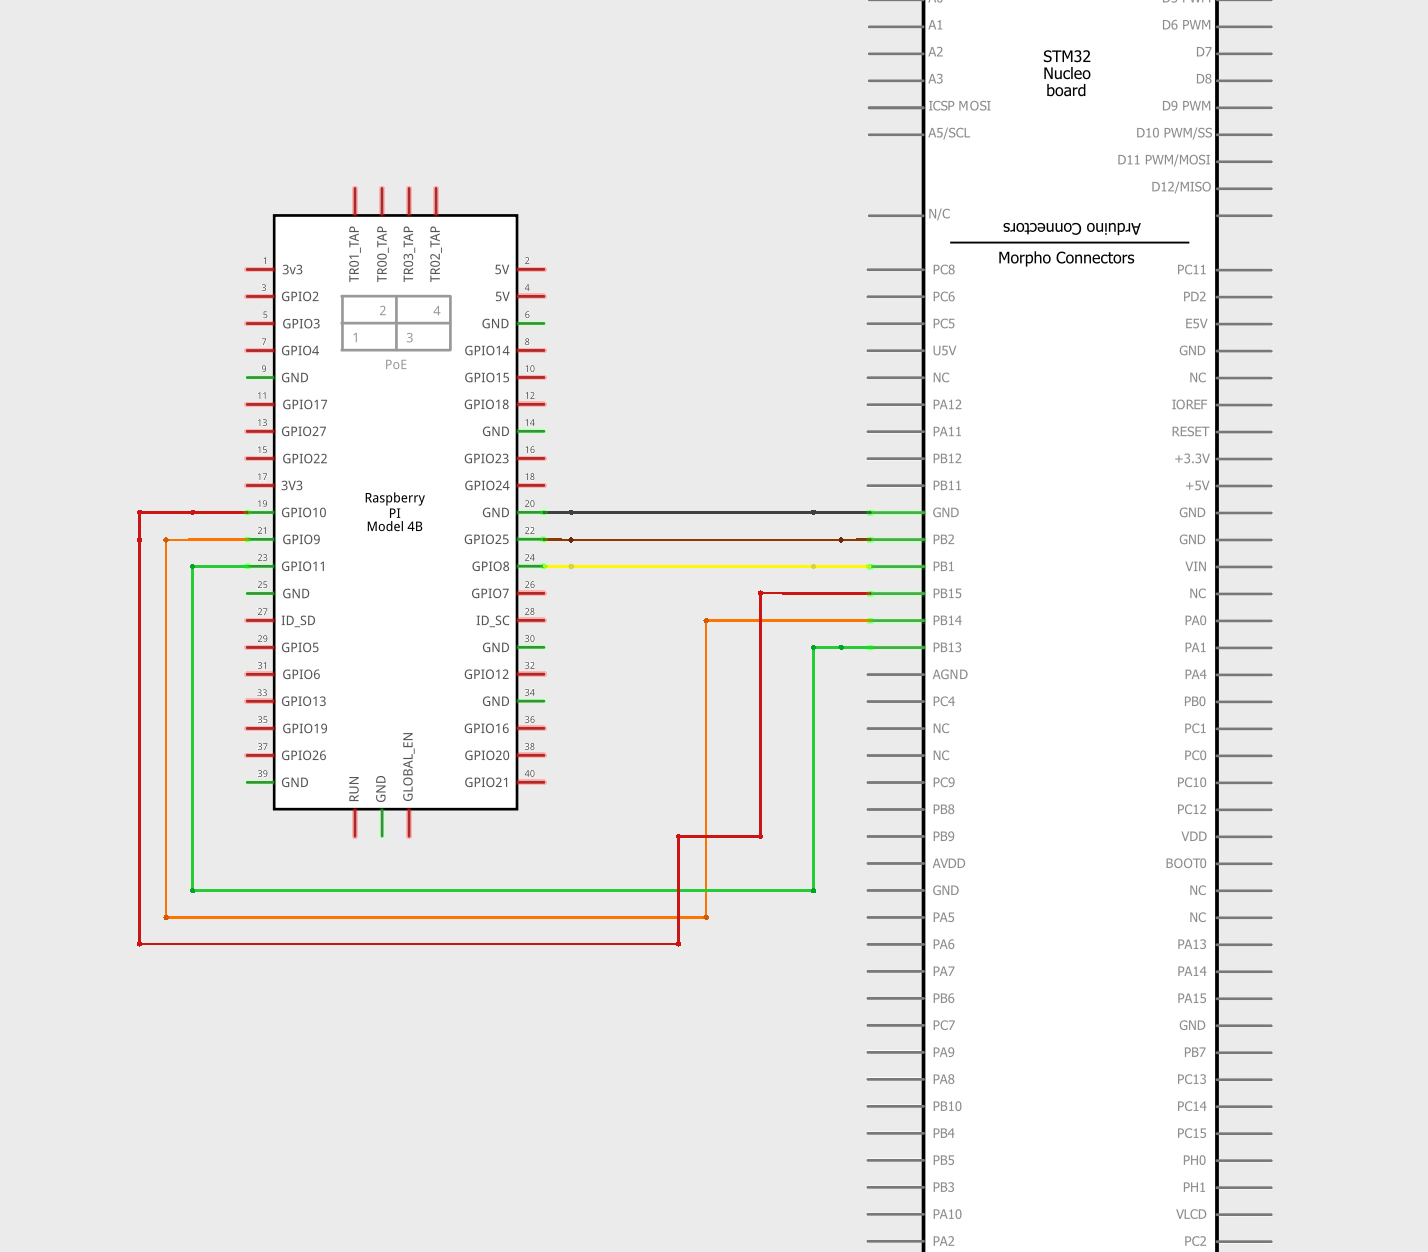 A0
D5 PWM
A1
D6 PWM
A2
D7
A3
D8
ICSP MOSI
D9 PWM
A5/SCL
D10 PWM/SS
D11 PWM/MOSI
D12/MISO
N/C
STM32
Nucleo
board
Arduino Connectors
Morpho Connectors
TR01_TAP
TR00_TAP
TR03_TAP
TR02_TAP
1 3v3
5V 2
3 GPIO2
5V 4
5 GPIO3
GND 6
7 GPIO4
GPIO14 8
9 GND
GPIO15 10
11 GPIO17
GPIO18 12
13 GPIO27
GND 14
15 GPIO22
GPIO23 16
17 3V3
GPIO24 18
19 GPIO10
GND 20
21 GPIO9
GPIO25 22
23 GPIO11
GPIO8 24
25 GND
GPIO7 26
27 ID_SD
ID_SC 28
29 GPIO5
GND 30
31 GPIO6
GPIO12 32
33 GPIO13
GND 34
35 GPIO19
GPIO16 36
37 GPIO26
GPIO20 38
39 GND
GPIO21 40
2 4
1 3
PoE
Raspberry
PI
Model 4B
RUN
GND
GLOBAL_EN
PC8 PC11
PC6 PD2
PC5 E5V
U5V GND
NC NC
PA12 IOREF
PA11 RESET
PB12 +3.3V
PB11 +5V
GND GND
PB2 GND
PB1 VIN
PB15 NC
PB14 PA0
PB13 PA1
AGND PA4
PC4 PB0
NC PC1
NC PC0
PC9 PC10
PB8 PC12
PB9 VDD
AVDD BOOT0
GND NC
PA5 NC
PA6 PA13
PA7 PA14
PB6 PA15
PC7 GND
PA9 PB7
PA8 PC13
PB10 PC14
PB4 PC15
PB5 PH0
PB3 PH1
PA10 VLCD
PA2 PC2